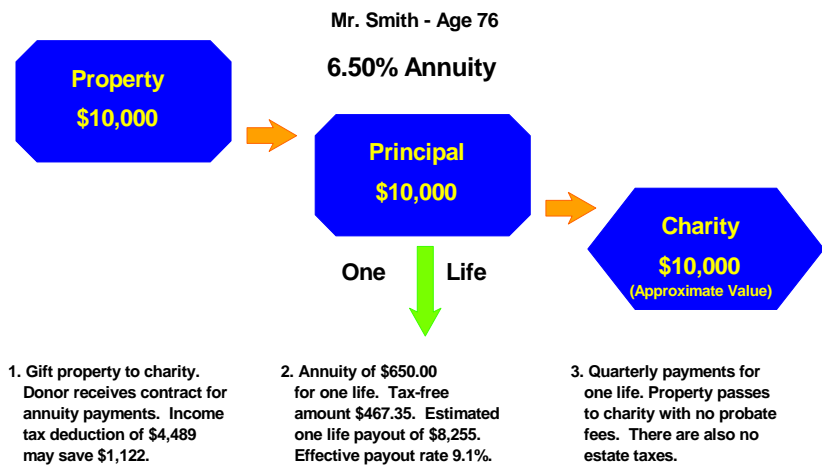 Mr. Smith - Age 76
6.50% Annuity
Property
$10,000
Principal
$10,000
Charity
$10,000
(Approximate Value)
One Life
1. Gift property to charity.
Donor receives contract for
annuity payments. Income
tax deduction of $4,489
may save $1,122.
2. Annuity of $650.00
for one life. Tax-free
amount $467.35. Estimated
one life payout of $8,255.
Effective payout rate 9.1%.
3. Quarterly payments for
one life. Property passes
to charity with no probate
fees. There are also no
estate taxes.